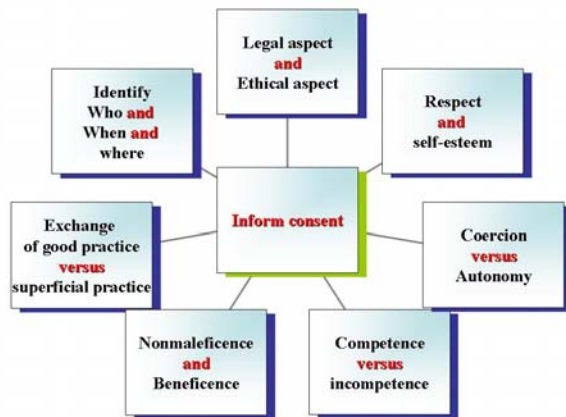 Legal aspect
and
Ethical aspect
Identify
Who and
When and
where
Respect
and
self-esteem
Inform consent
Exchange
of good practice
versus
superficial practice
Coercion
versus
Autonomy
Nonmaleficence
and
Beneficence
Competence
versus
incompetence